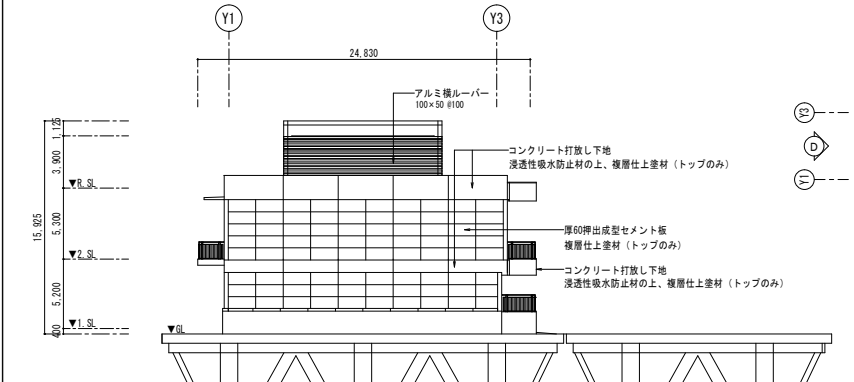 Y1
Y3
24,830
アルミ横ルーバー
100×50 @100
Y3
D
Y1
コンクリート打放し下地
浸透性吸水防止材の上、複層仕上塗材（トップのみ）
厚60押出成型セメント板
複層仕上塗材（トップのみ）
コンクリート打放し下地
浸透性吸水防止材の上、複層仕上塗材（トップのみ）
1,125
3,900
▼R.SL
5,300
15,925
▼2.SL
5,200
▼1.SL
400
▼GL